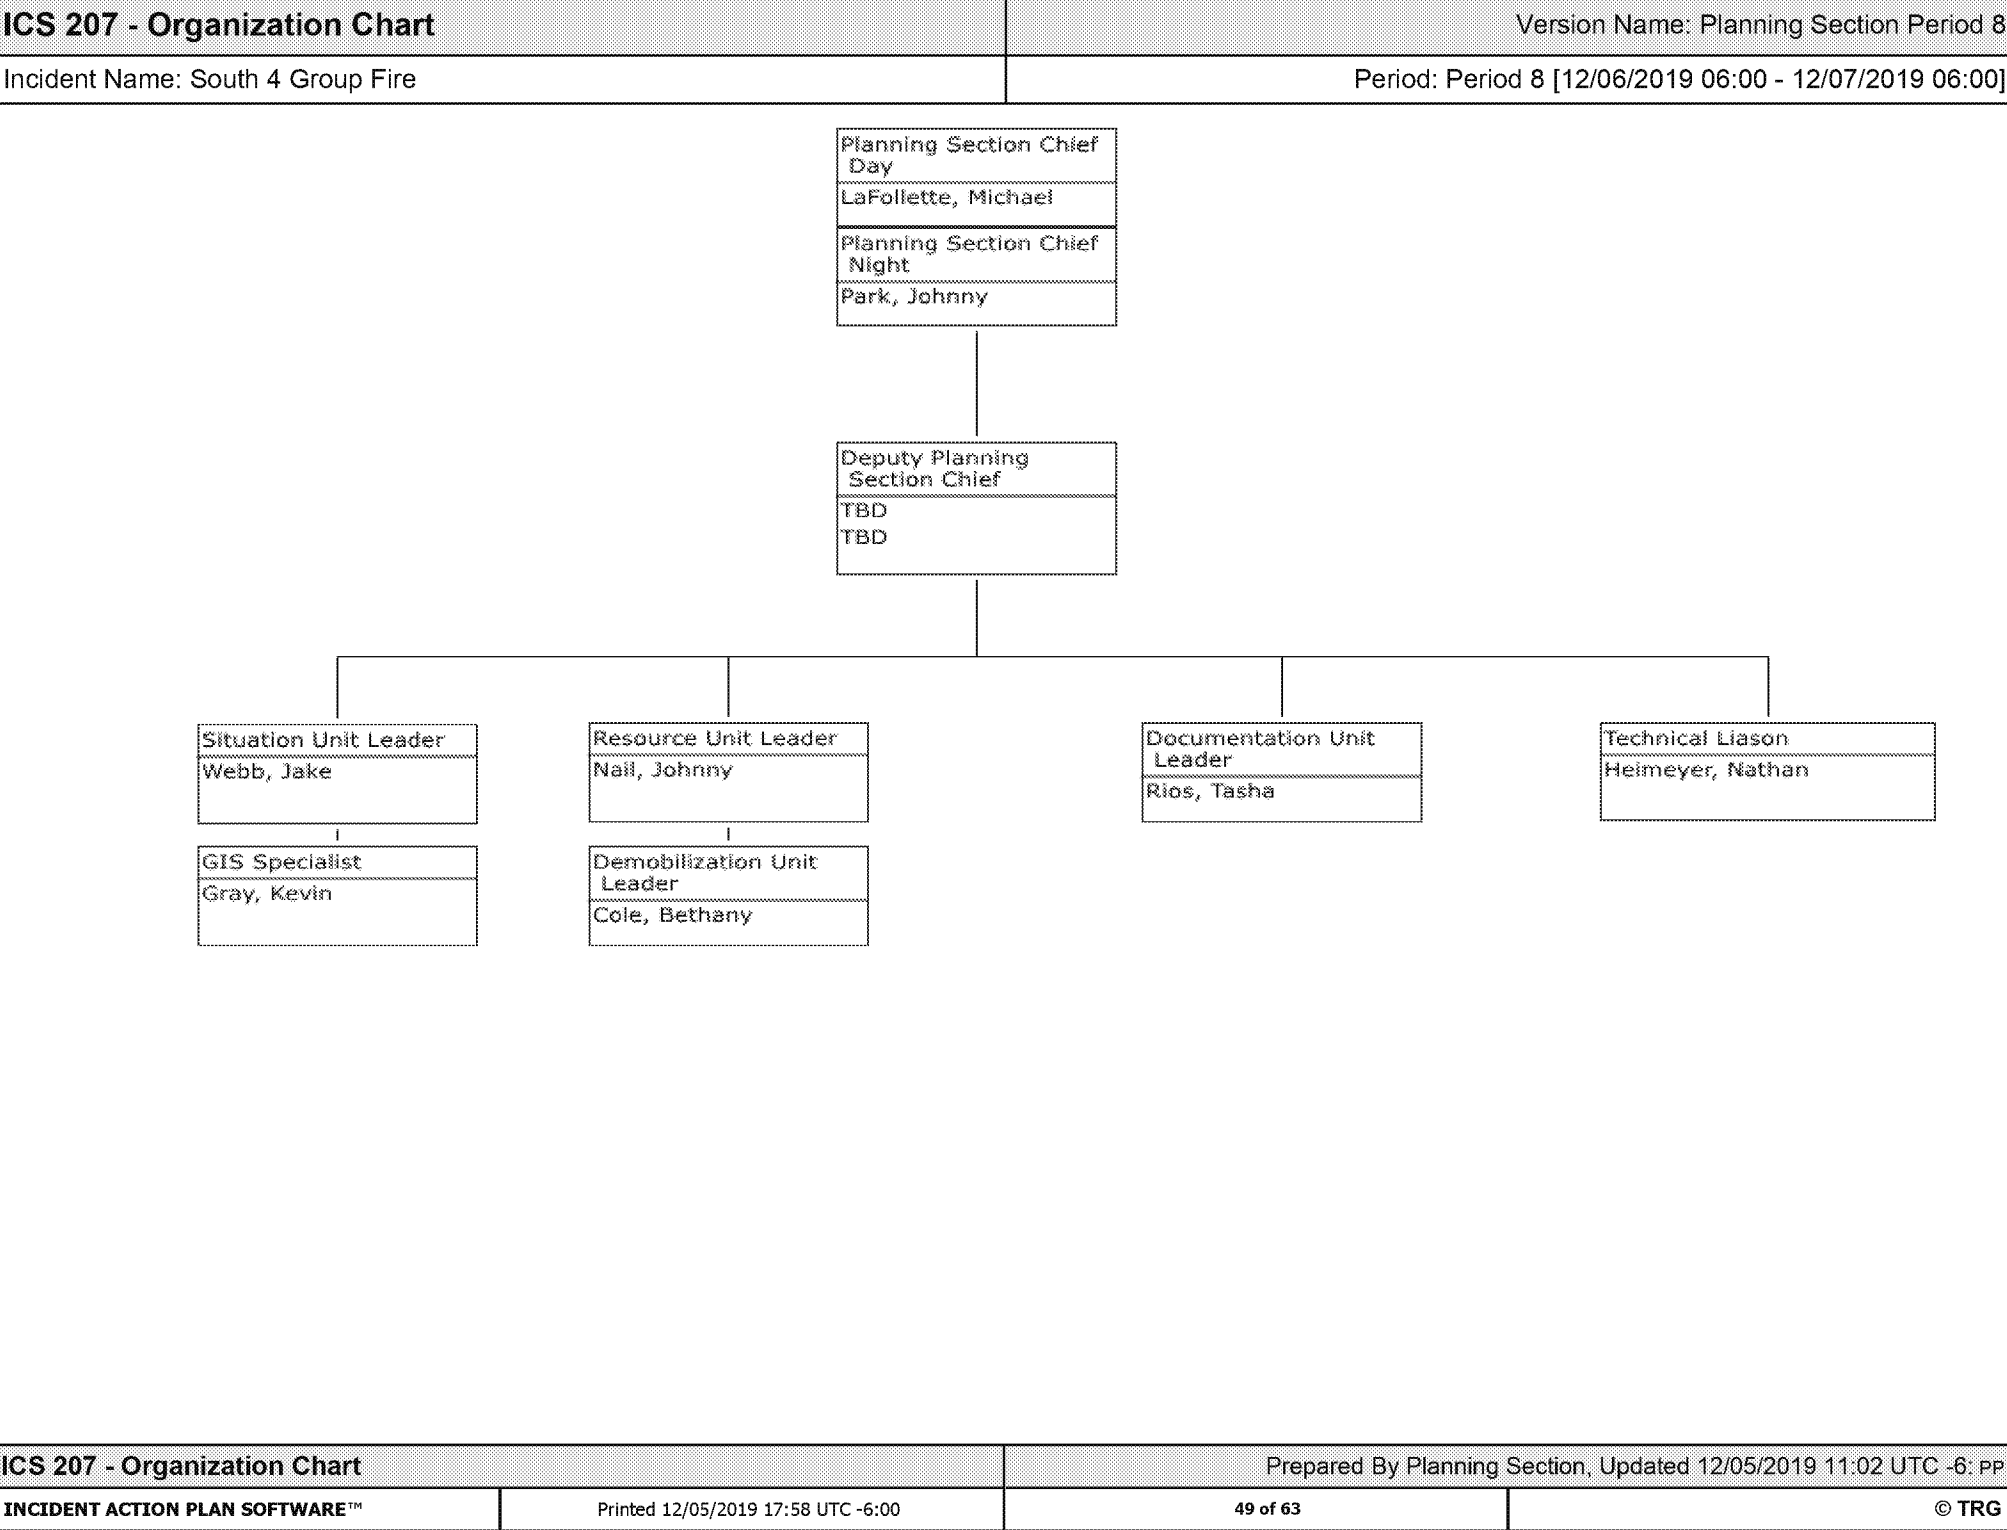 ICS 207 - Organization Chart
Version Name: Planning Section Period 8
Incident Name: South 4 Group Fire
Period: Period 8 [12/06/2019 06:00 - 12/07/2019 06:00]
Planning Section Chief
Day
LaFollette, Michael
Planning Section Chief
Night
Park, Johnny
Deputy Planning
Section Chief
TBD
TBD
Situation Unit Leader
Webb, Jake
GIS Specialist
Gray, Kevin
Resource Unit Leader
Nail, Johnny
Demobilization Unit
Leader
Cole, Bethany
Documentation Unit
Leader
Rios, Tasha
Technical Liason
Heimeyer, Nathan
ICS 207 - Organization Chart
Prepared By Planning Section, Updated 12/05/2019 11:02 UTC -6: PP
INCIDENT ACTION PLAN SOFTWARE™
Printed 12/05/2019 17:58 UTC -6:00
49 of 63
© TRG